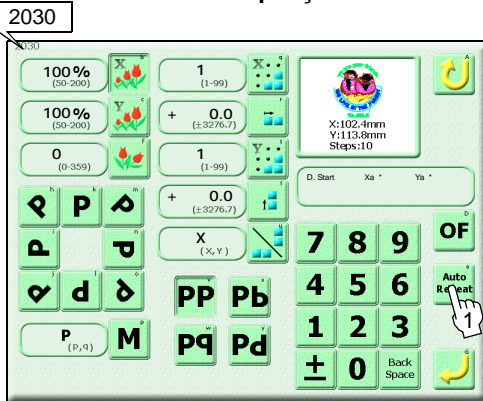 2030
2030
100% (50-200) X b
100% (50-200) Y c
0 (0-359) f
1 (1-99) X q
+ 0.0 (±3276.7) r
1 (1-99) Y s
+ 0.0 (±3276.7) t
X (X,Y) u
X:102.4mm
Y:113.8mm
Steps:10
D. Start Xa * Ya *
A
P h P k P m
P i P n
q j d l P o
P (P,q) M p
PP v Pb x
Pq w Pd y
7 8 9
4 5 6
1 2 3
± 0 Back Space
OF D
Auto Repeat e
1
G